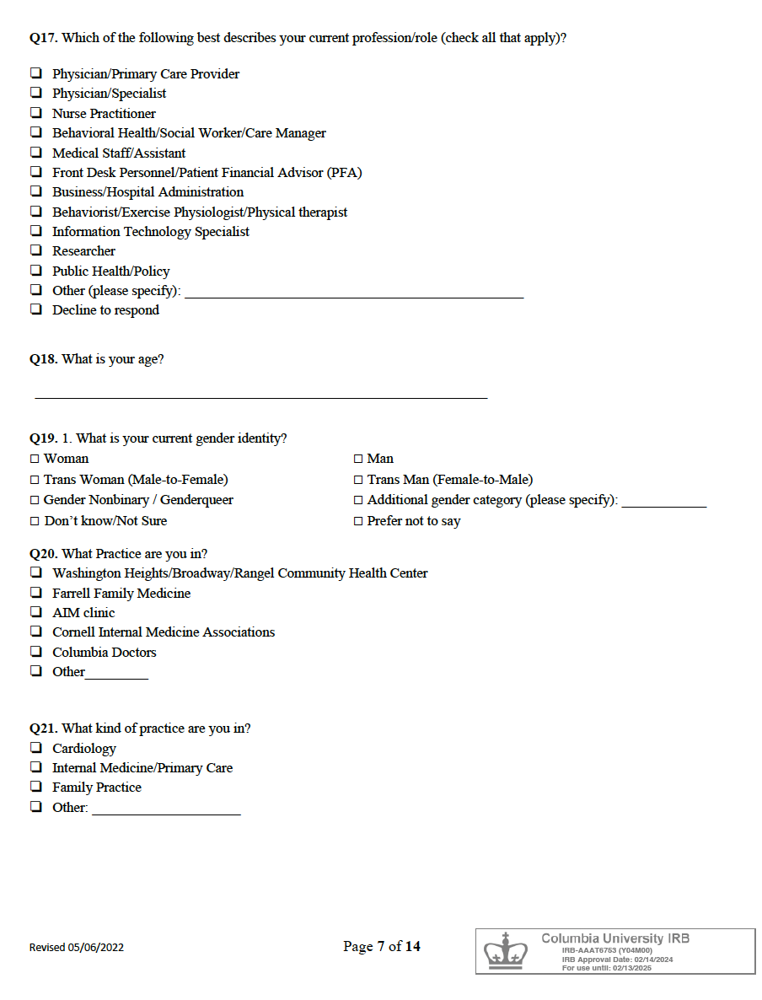 Q17. Which of the following best describes your current profession/role (check all that apply)?
❏ Physician/Primary Care Provider
❏ Physician/Specialist
❏ Nurse Practitioner
❏ Behavioral Health/Social Worker/Care Manager
❏ Medical Staff/Assistant
❏ Front Desk Personnel/Patient Financial Advisor (PFA)
❏ Business/Hospital Administration
❏ Behaviorist/Exercise Physiologist/Physical therapist
❏ Information Technology Specialist
❏ Researcher
❏ Public Health/Policy
❏ Other (please specify): ________________________________________________
❏ Decline to respond
Q18. What is your age?
________________________________________________________________
Q19. 1. What is your current gender identity?
□ Woman □ Man
□ Trans Woman (Male-to-Female) □ Trans Man (Female-to-Male)
□ Gender Nonbinary / Genderqueer □ Additional gender category (please specify): ____________
□ Don’t know/Not Sure □ Prefer not to say
Q20. What Practice are you in?
❏ Washington Heights/Broadway/Rangel Community Health Center
❏ Farrell Family Medicine
❏ AIM clinic
❏ Cornell Internal Medicine Associations
❏ Columbia Doctors
❏ Other_________
Q21. What kind of practice are you in?
❏ Cardiology
❏ Internal Medicine/Primary Care
❏ Family Practice
❏ Other: _____________________
Revised 05/06/2022
Page 7 of 14
Columbia University IRB
IRB-AAAT6753 (Y04M00)
IRB Approval Date: 02/14/2024
For use until: 02/13/2025